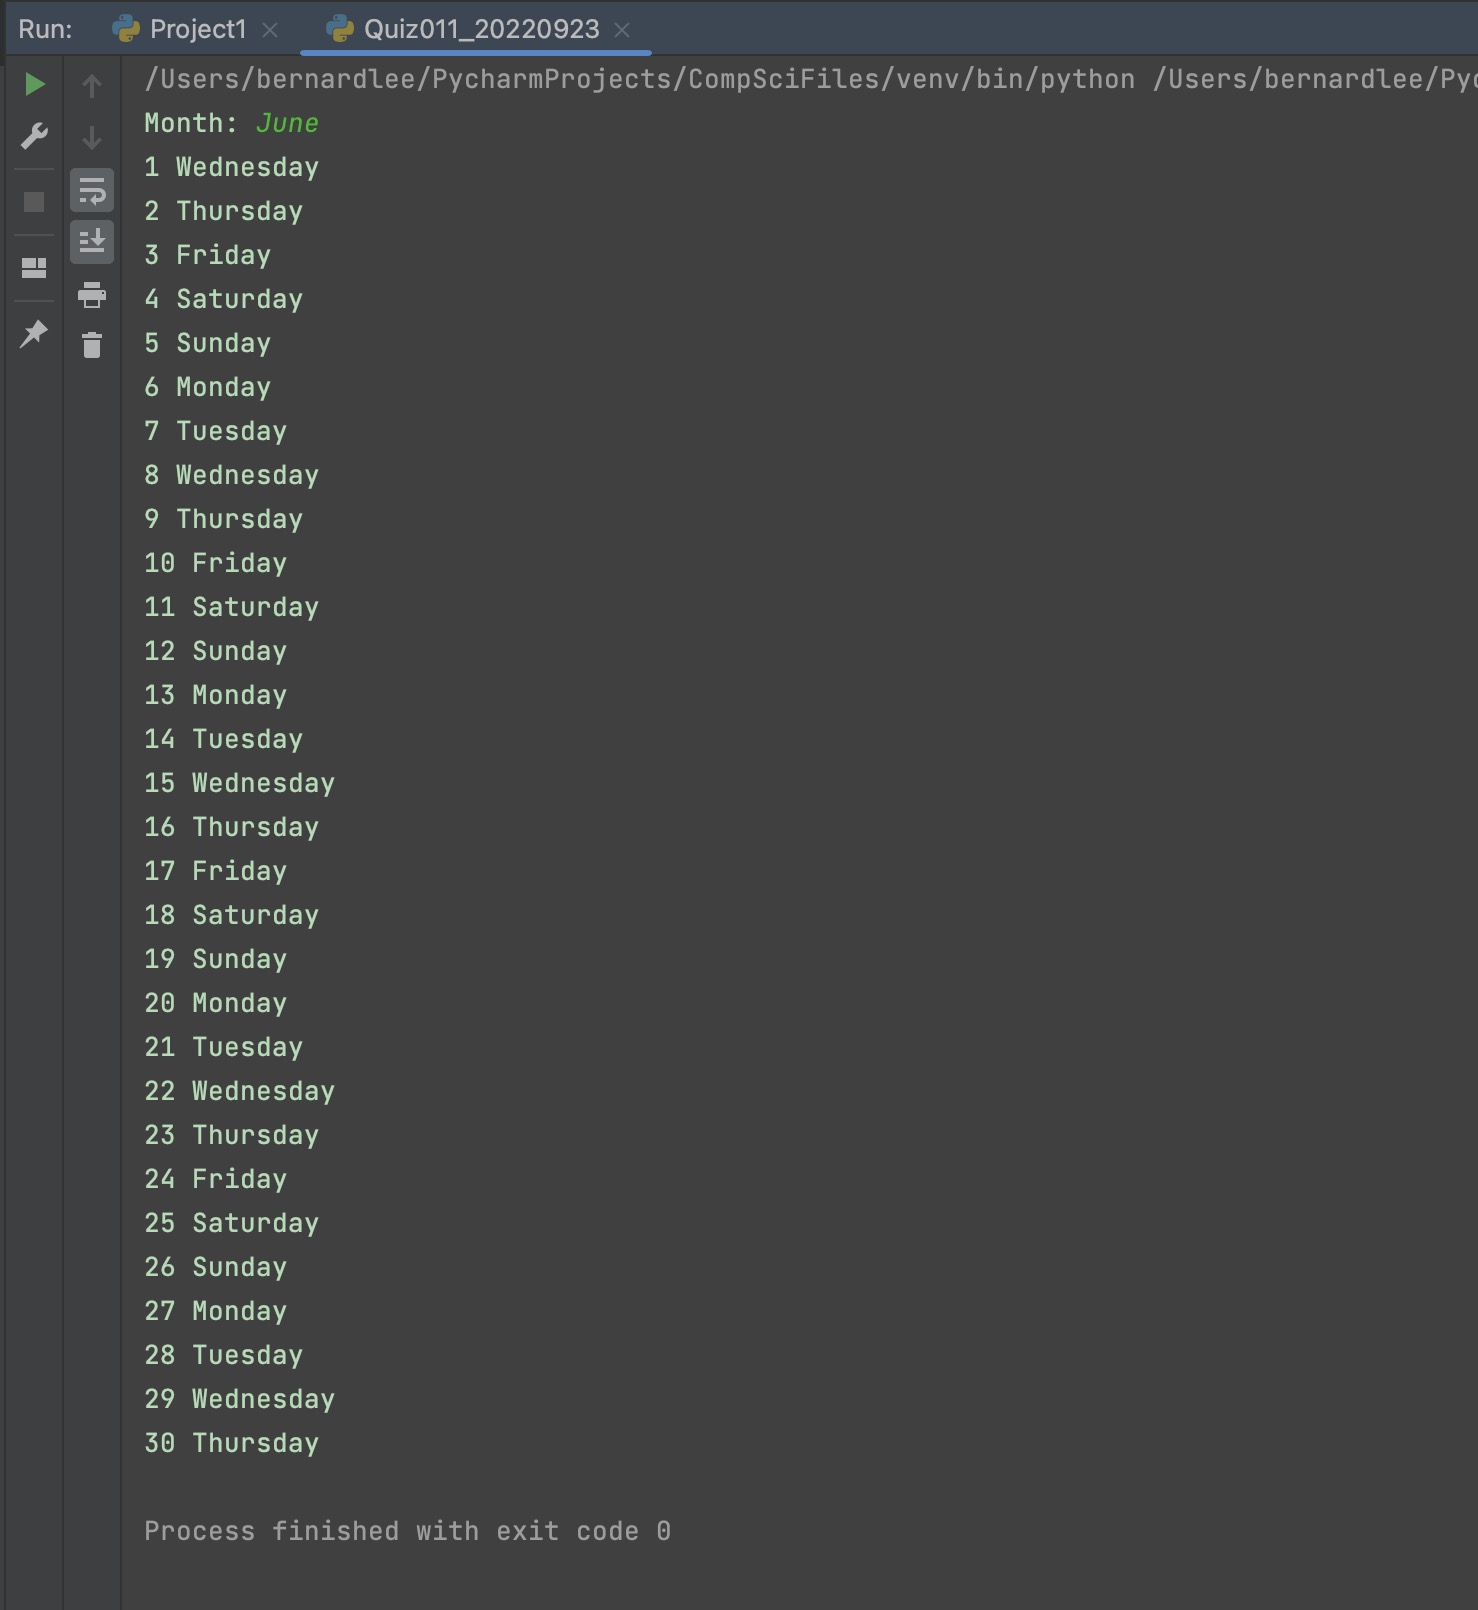 Run: Project1 Quiz011_20220923
/Users/bernardlee/PycharmProjects/CompSciFiles/venv/bin/python /Users/bernardlee/Pyc
Month: June
1 Wednesday
2 Thursday
3 Friday
4 Saturday
5 Sunday
6 Monday
7 Tuesday
8 Wednesday
9 Thursday
10 Friday
11 Saturday
12 Sunday
13 Monday
14 Tuesday
15 Wednesday
16 Thursday
17 Friday
18 Saturday
19 Sunday
20 Monday
21 Tuesday
22 Wednesday
23 Thursday
24 Friday
25 Saturday
26 Sunday
27 Monday
28 Tuesday
29 Wednesday
30 Thursday
Process finished with exit code 0